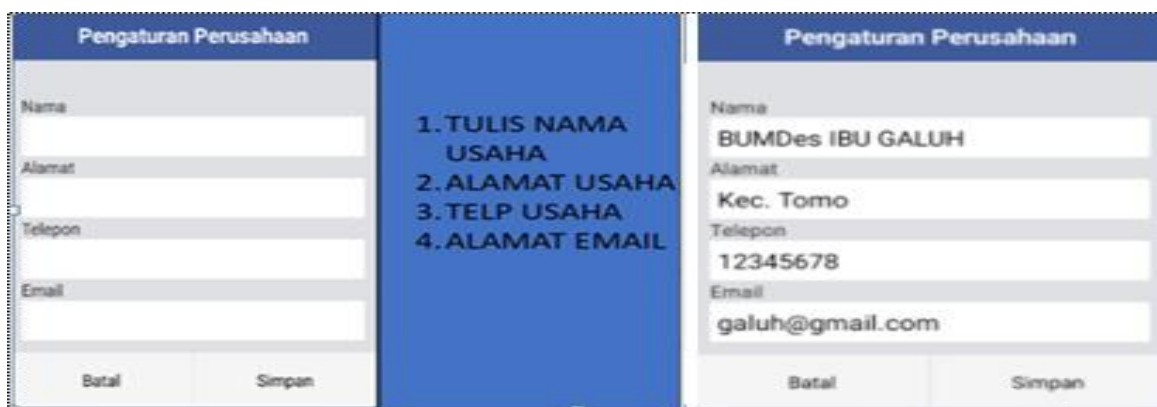 Pengaturan Perusahaan
Nama
Alamat
Telepon
Email
Batal Simpan
1. TULIS NAMA
USAHA
2. ALAMAT USAHA
3. TELP USAHA
4. ALAMAT EMAIL
Pengaturan Perusahaan
Nama
BUMDes IBU GALUH
Alamat
Kec. Tomo
Telepon
12345678
Email
galuh@gmail.com
Batal Simpan